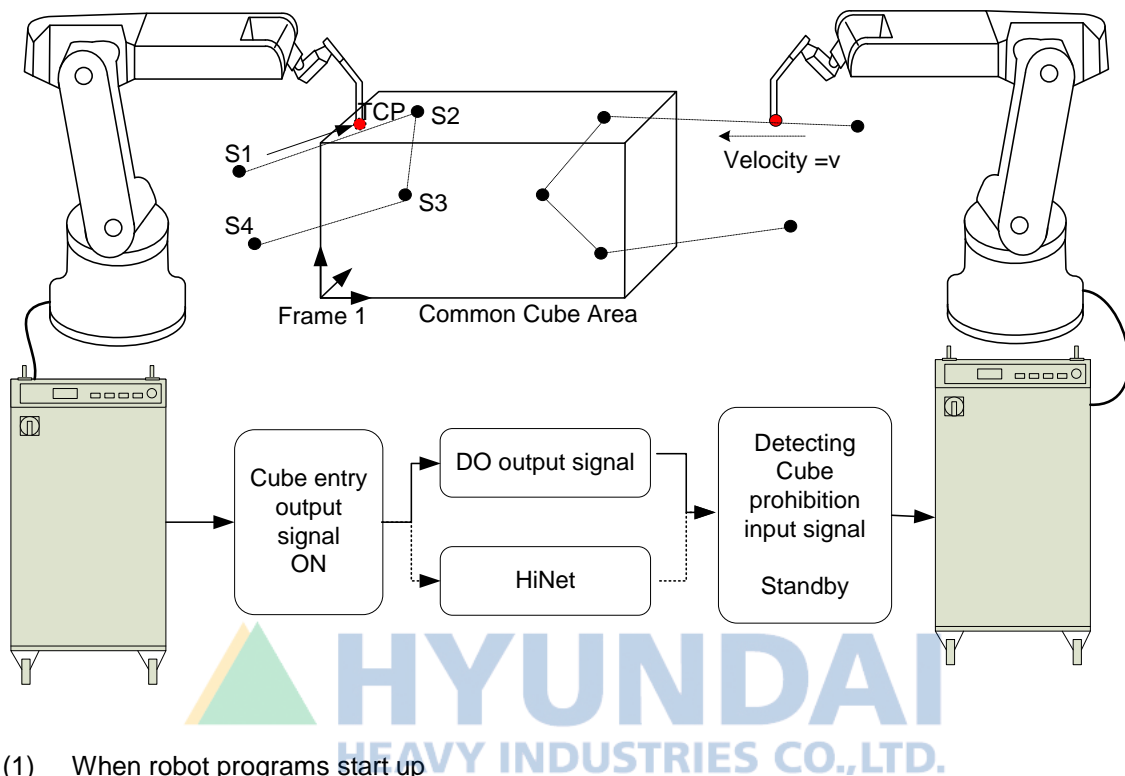 TCP
S2
S1
Velocity =v
S3
S4
Frame 1
Common Cube Area
Cube entry
output
signal
ON
DO output signal
HiNet
Detecting
Cube
prohibition
input signal
Standby
HYUNDAI
HEAVY INDUSTRIES CO.,LTD.
(1) When robot programs start up